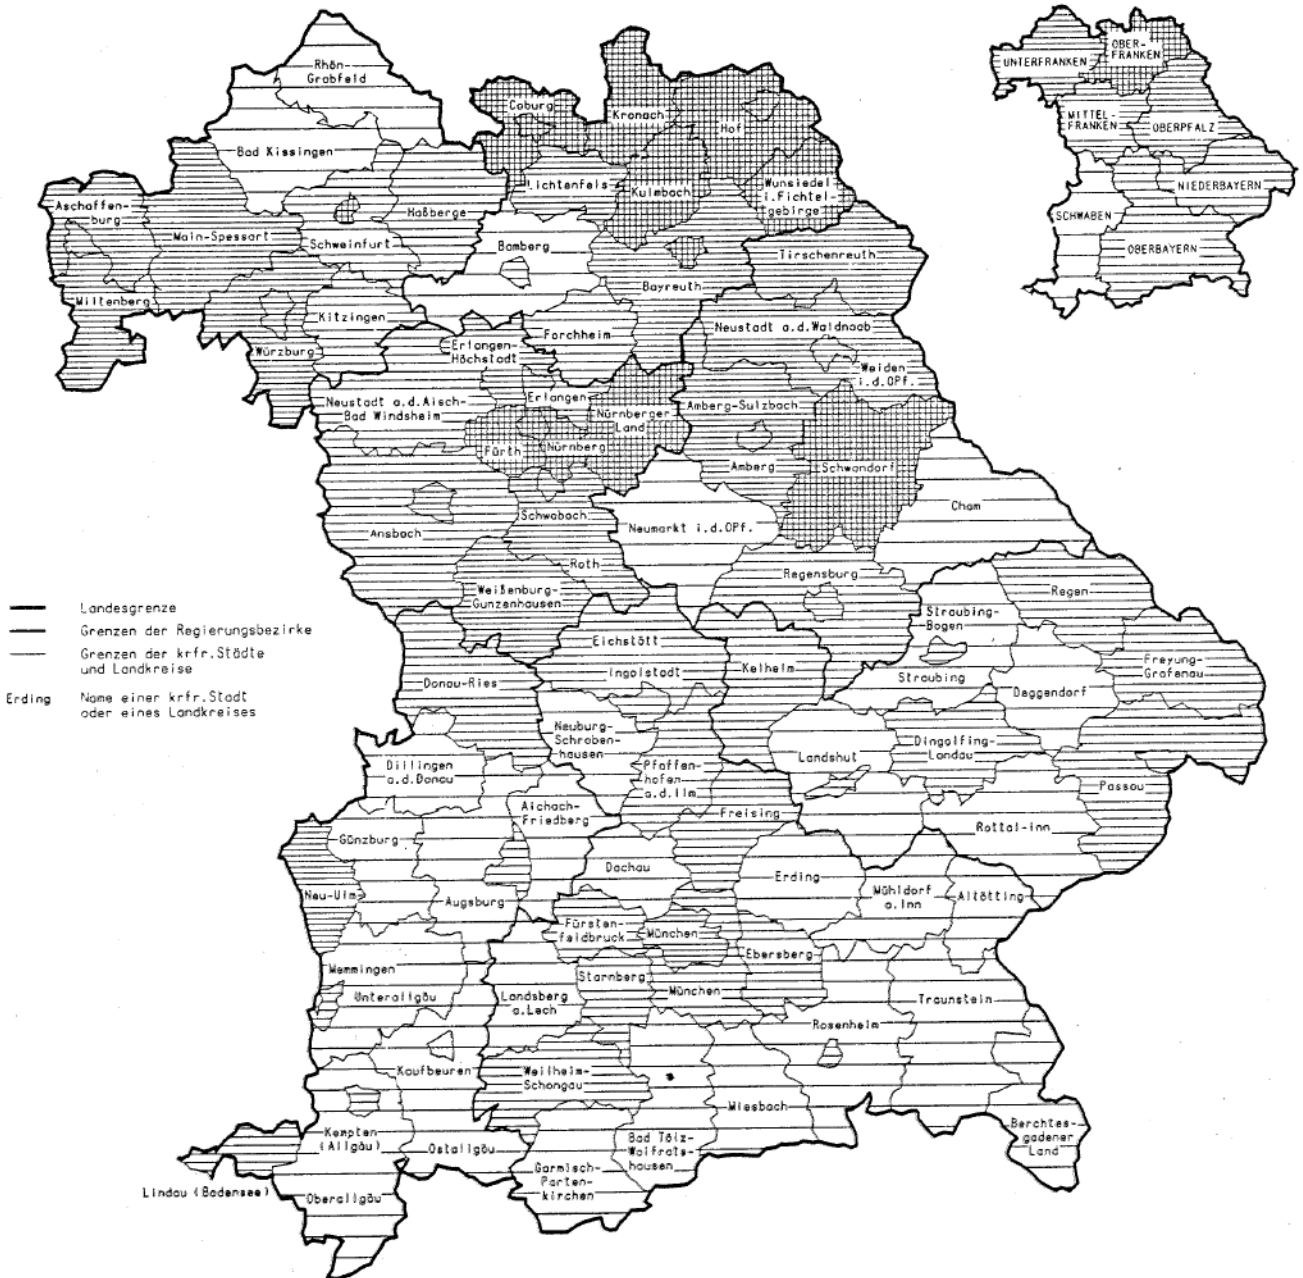 Rhön-
Grabfeld
Bad Kissingen
Coburg
Kronach
Hof
Lichtenfels
Kulmbach
Wunsiedel
i.Fichtel-
gebirge
Aschaffen-
burg
Main-Spessart
Haßberge
Schweinfurt
Bamberg
Tirschenreuth
Bayreuth
Miltenberg
Kitzingen
Würzburg
Erlangen-
Höchstadt
Forchheim
Neustadt a.d.Waldnaab
Weiden
i.d.OPf.
Neustadt a.d.Aisch-
Bad Windsheim
Erlangen
Nürnberger
Land
Amberg-Sulzbach
Fürth
Nürnberg
Amberg
Schwandorf
Cham
Ansbach
Schwabach
Neumarkt i.d.OPf.
Roth
Regensburg
Weißenburg-
Gunzenhausen
Regen
Straubing-
Bogen
Eichstätt
Ingolstadt
Kelheim
Straubing
Freyung-
Grafenau
Deggendorf
Donau-Ries
Neuburg-
Schroben-
hausen
Landshut
Dingolfing-
Landau
Dillingen
a.d.Donau
Pfaffen-
hofen
a.d.Ilm
Passau
Aichach-
Friedberg
Freising
Rottal-Inn
Günzburg
Dachau
Erding
Mühldorf
a.Inn
Altötting
Neu-Ulm
Augsburg
Fürsten-
feldbruck
München
Ebersberg
Memmingen
Unterallgäu
Landsberg
a.Lech
Starnberg
München
Traunstein
Rosenheim
Kaufbeuren
Weilheim-
Schongau
Miesbach
Kempten
(Allgäu)
Ostallgäu
Bad Tölz-
Wolfrats-
hausen
Berchtes-
gadener
Land
Garmisch-
Parten-
kirchen
Lindau (Bodensee)
Oberallgäu
UNTERFRANKEN
OBER-
FRANKEN
MITTEL-
FRANKEN
OBERPFALZ
NIEDERBAYERN
SCHWABEN
OBERBAYERN
Landesgrenze
Grenzen der Regierungsbezirke
Grenzen der krfr.Städte
und Landkreise
Erding Name einer krfr.Stadt
oder eines Landkreises